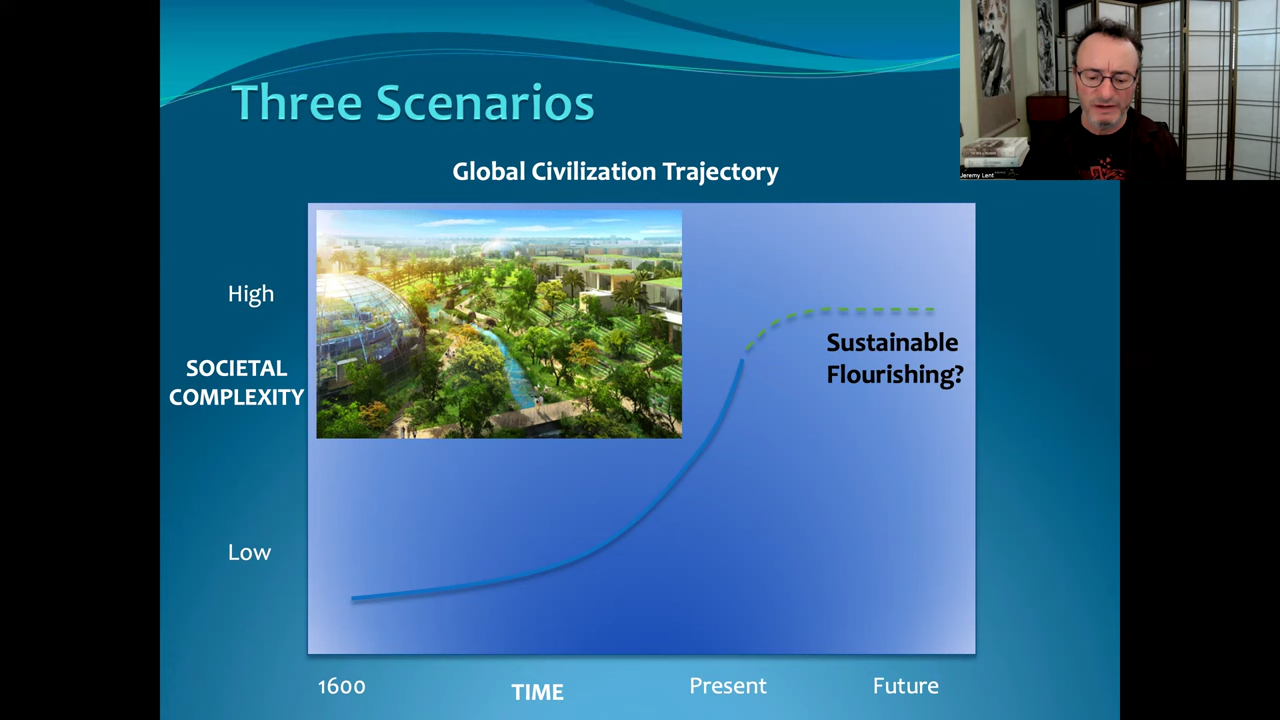 Three Scenarios
Global Civilization Trajectory
Jeremy Lent
High
SOCIETAL
COMPLEXITY
Low
Sustainable
Flourishing?
1600
TIME
Present
Future